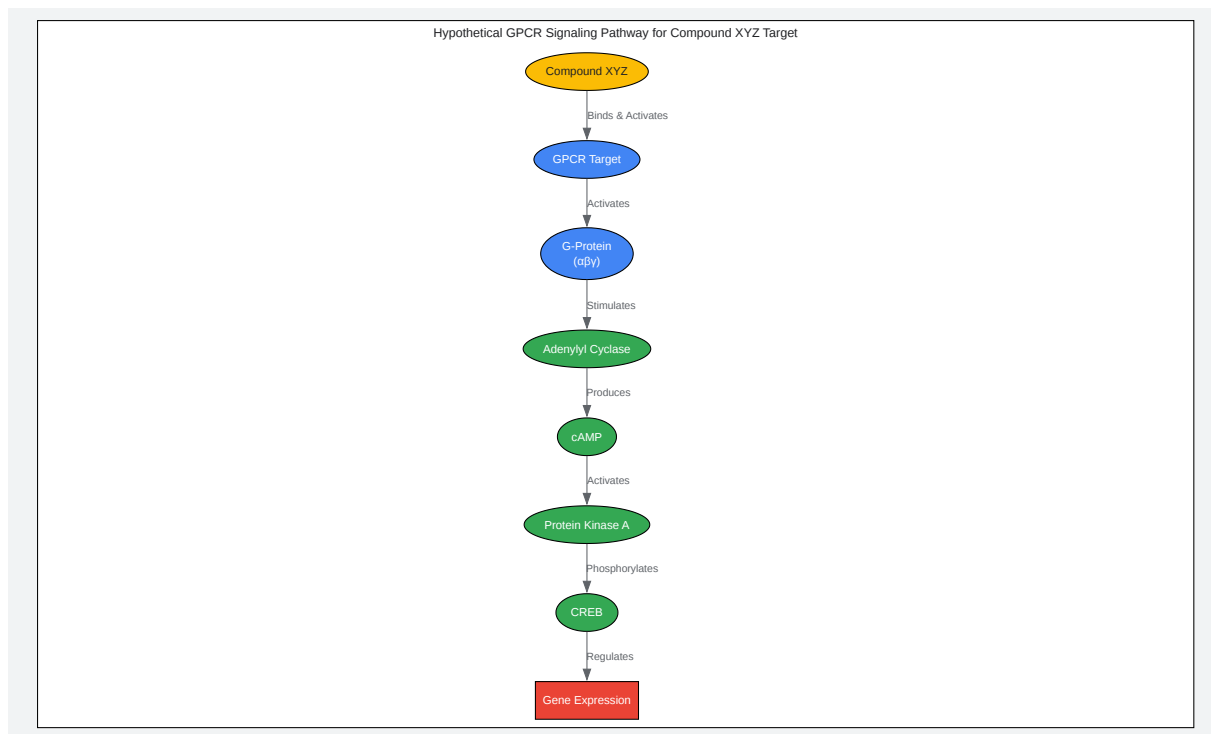 Hypothetical GPCR Signaling Pathway for Compound XYZ Target
Compound XYZ
Binds & Activates
GPCR Target
Activates
G-Protein
(αβγ)
Stimulates
Adenylyl Cyclase
Produces
cAMP
Activates
Protein Kinase A
Phosphorylates
CREB
Regulates
Gene Expression